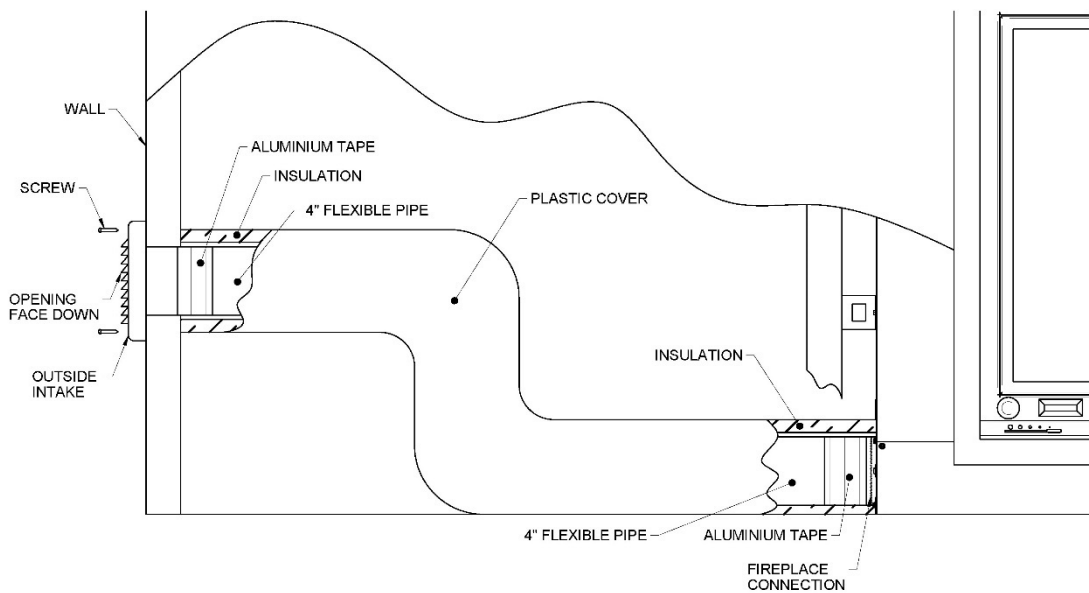 WALL
ALUMINIUM TAPE
INSULATION
SCREW
4" FLEXIBLE PIPE
PLASTIC COVER
OPENING
FACE DOWN
INSULATION
OUTSIDE
INTAKE
4" FLEXIBLE PIPE
ALUMINIUM TAPE
FIREPLACE
CONNECTION